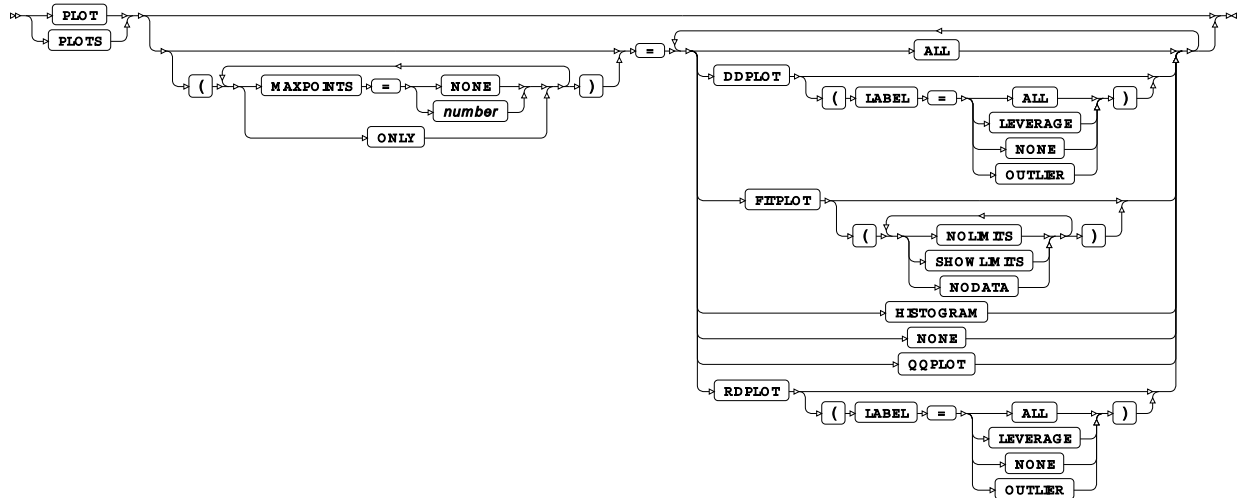 PLOT
PLOTS
=
( MAXPOINTS = NONE )
number
ONLY
ALL
DDPLOT
( LABEL = ALL )
LEVERAGE
NONE
OUTLIER
FITPLOT
( NOLIMITS )
SHOWLIMITS
NODATA
HISTOGRAM
NONE
QQPLOT
RDPLOT
( LABEL = ALL )
LEVERAGE
NONE
OUTLIER